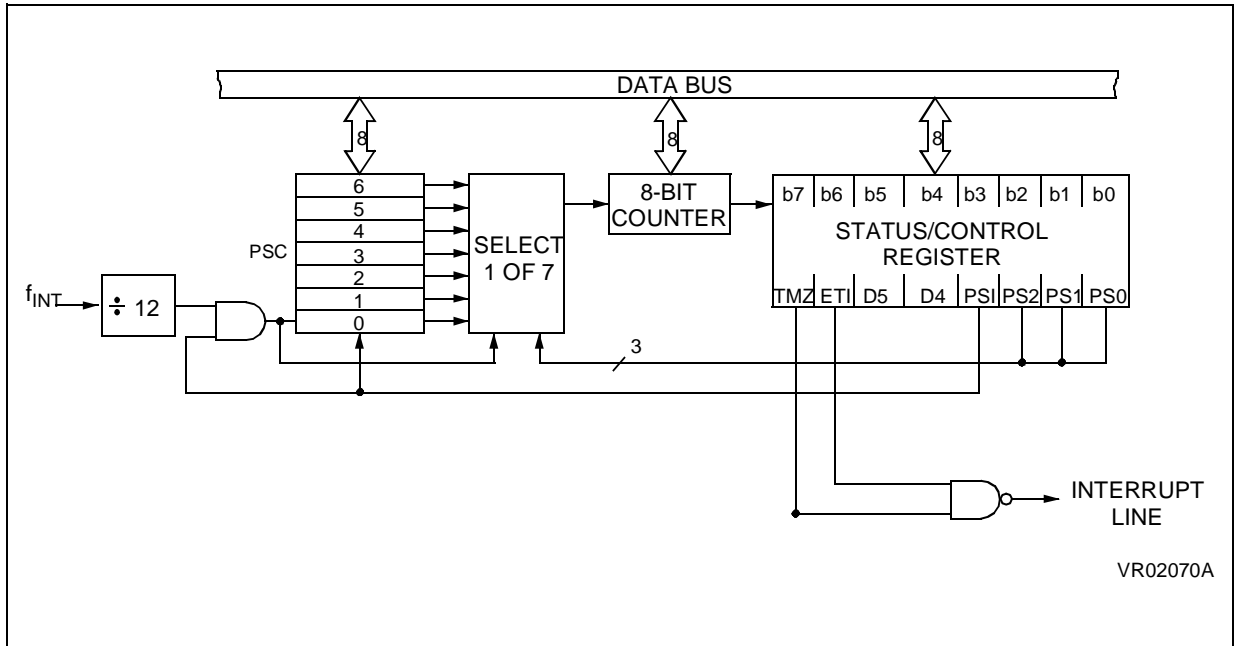 DATA BUS
8 8 8
6
5
4
3
2
1
0
PSC
SELECT
1 OF 7
8-BIT
COUNTER
b7 b6 b5 b4 b3 b2 b1 b0
STATUS/CONTROL
REGISTER
TMZ ETI D5 D4 PSI PS2 PS1 PS0
fINT
÷ 12
3
INTERRUPT
LINE
VR02070A